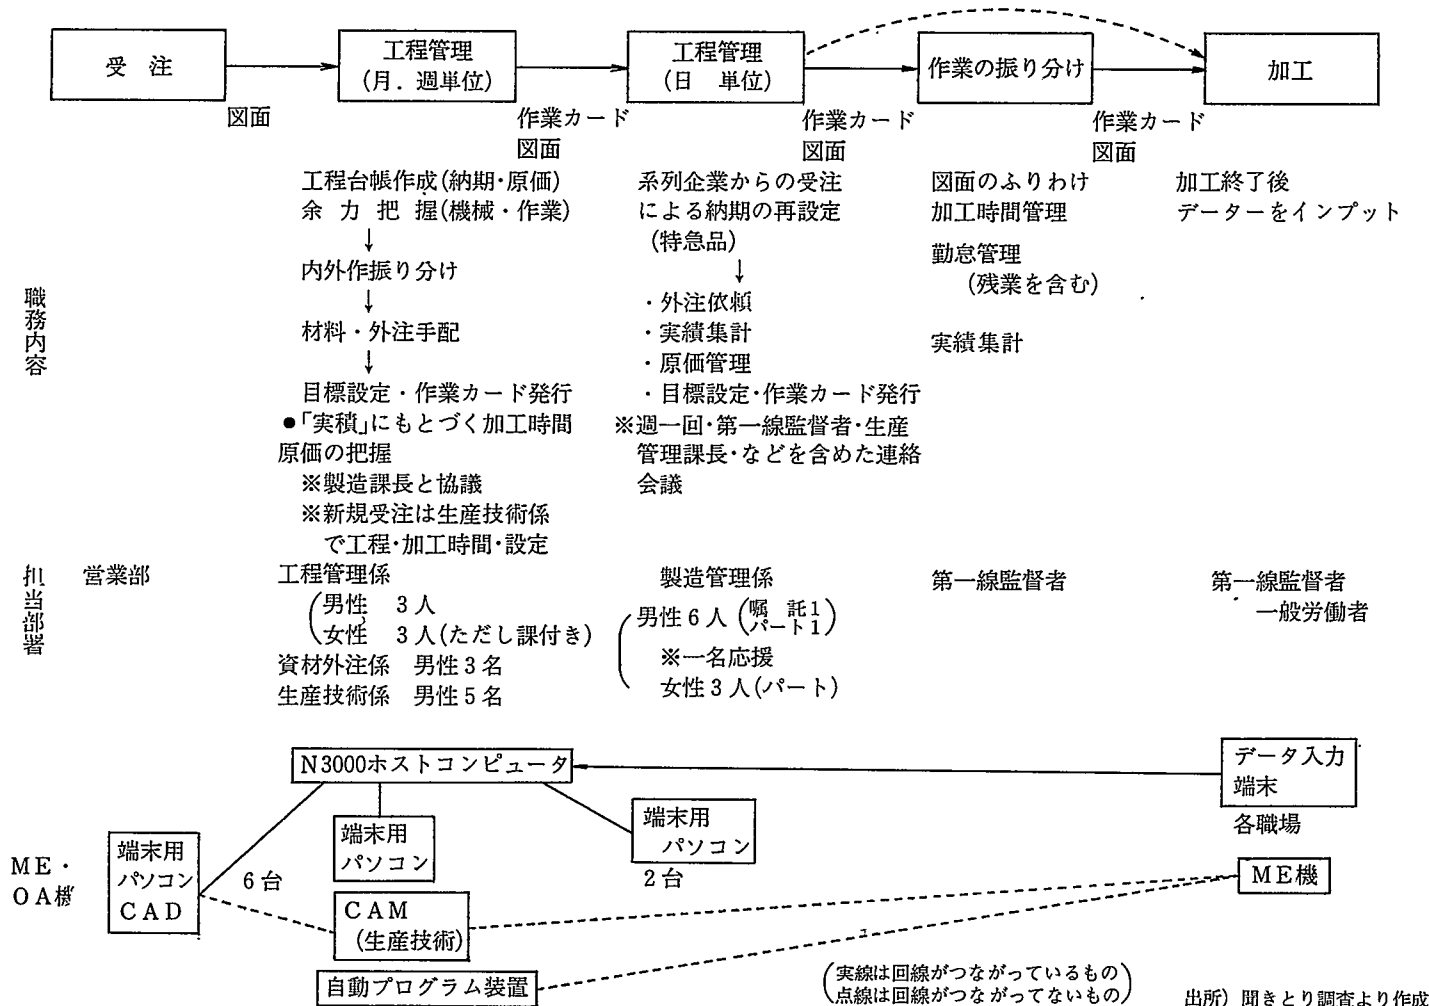 受 注
工程管理
(月．週単位)
工程管理
(日 単位)
作業の振り分け
加工
図面
作業カード
図面
作業カード
図面
作業カード
図面
職務内容
工程台帳作成(納期・原価)
余 力 把 握(機械・作業)
↓
内外作振り分け
↓
材料・外注手配
↓
目標設定・作業カード発行
●「実積」にもとづく加工時間
原価の把握
※製造課長と協議
※新規受注は生産技術係
で工程・加工時間・設定
系列企業からの受注
による納期の再設定
(特急品)
↓
・外注依頼
・実績集計
・原価管理
・目標設定・作業カード発行
※週一回・第一線監督者・生産
管理課長・などを含めた連絡
会議
図面のふりわけ
加工時間管理
勤怠管理
(残業を含む)
実績集計
加工終了後
データーをインプット
担当部署
営業部
工程管理係
男性 3人
女性 3人(ただし課付き)
資材外注係 男性3名
生産技術係 男性5名
製造管理係
男性6人(嘱 託1
パート1)
※一名応援
女性3人(パート)
第一線監督者
第一線監督者
一般労働者
ME・
OA機
N3000ホストコンピュータ
データ入力
端末
各職場
端末用
パソコン
CAD
6台
端末用
パソコン
端末用
パソコン
2台
CAM
(生産技術)
自動プログラム装置
ME機
(実線は回線がつながっているもの
点線は回線がつながってないもの)
出所) 聞きとり調査より作成